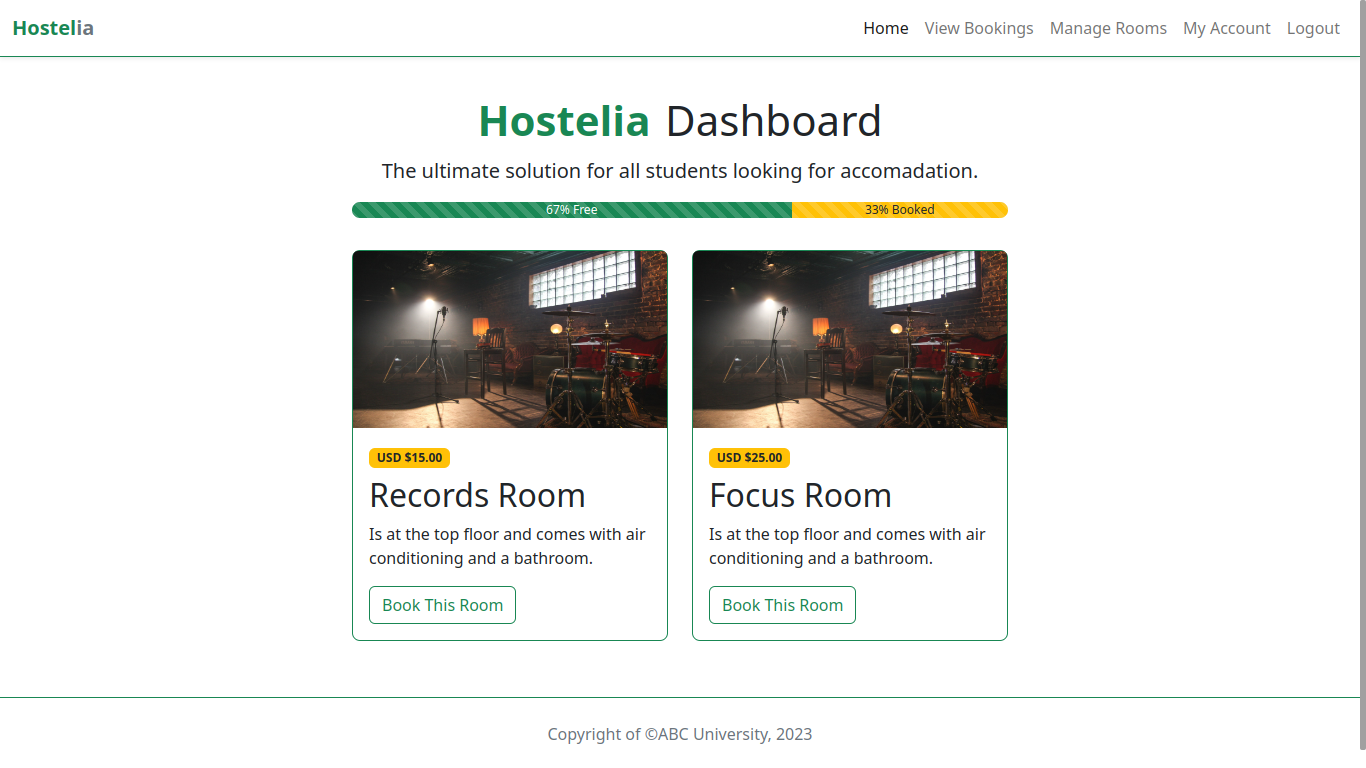 Hostelia
Home View Bookings Manage Rooms My Account Logout
Hostelia Dashboard
The ultimate solution for all students looking for accomadation.
67% Free 33% Booked
USD $15.00
Records Room
Is at the top floor and comes with air
conditioning and a bathroom.
Book This Room
USD $25.00
Focus Room
Is at the top floor and comes with air
conditioning and a bathroom.
Book This Room
Copyright of ©ABC University, 2023